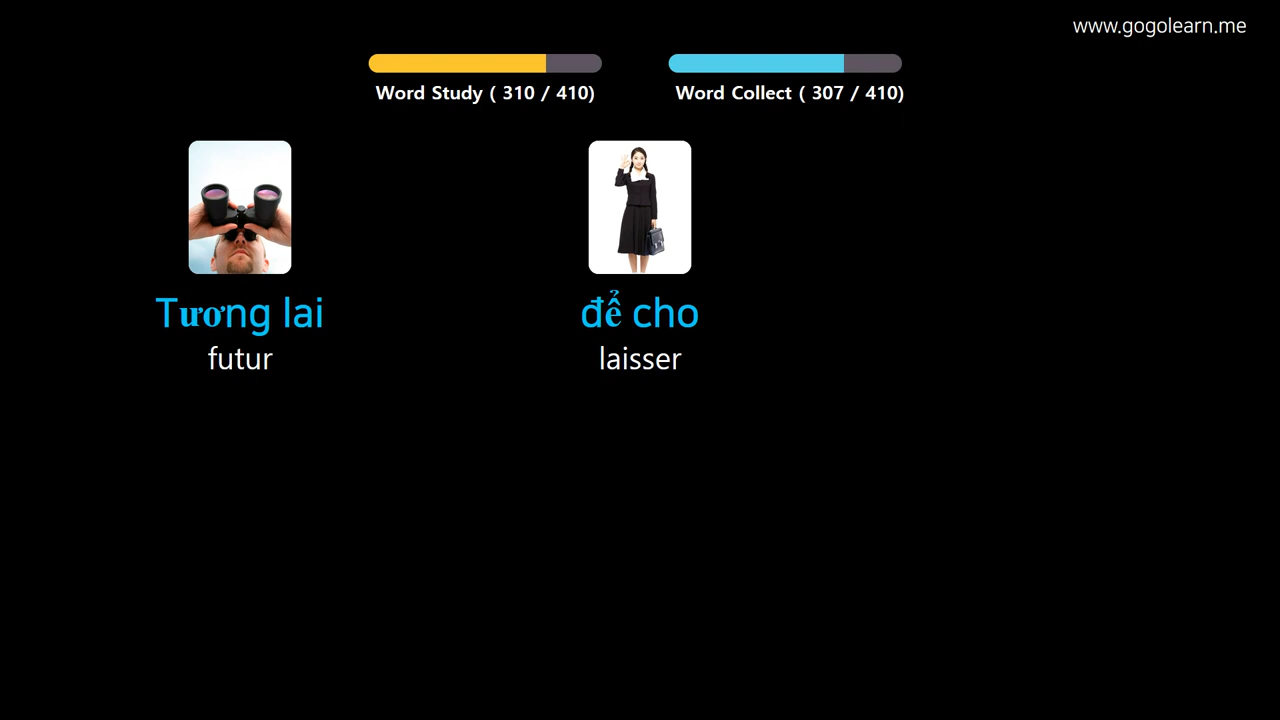 www.gogolearn.me
Word Study ( 310 / 410)
Word Collect ( 307 / 410)
Tương lai
để cho
futur
laisser